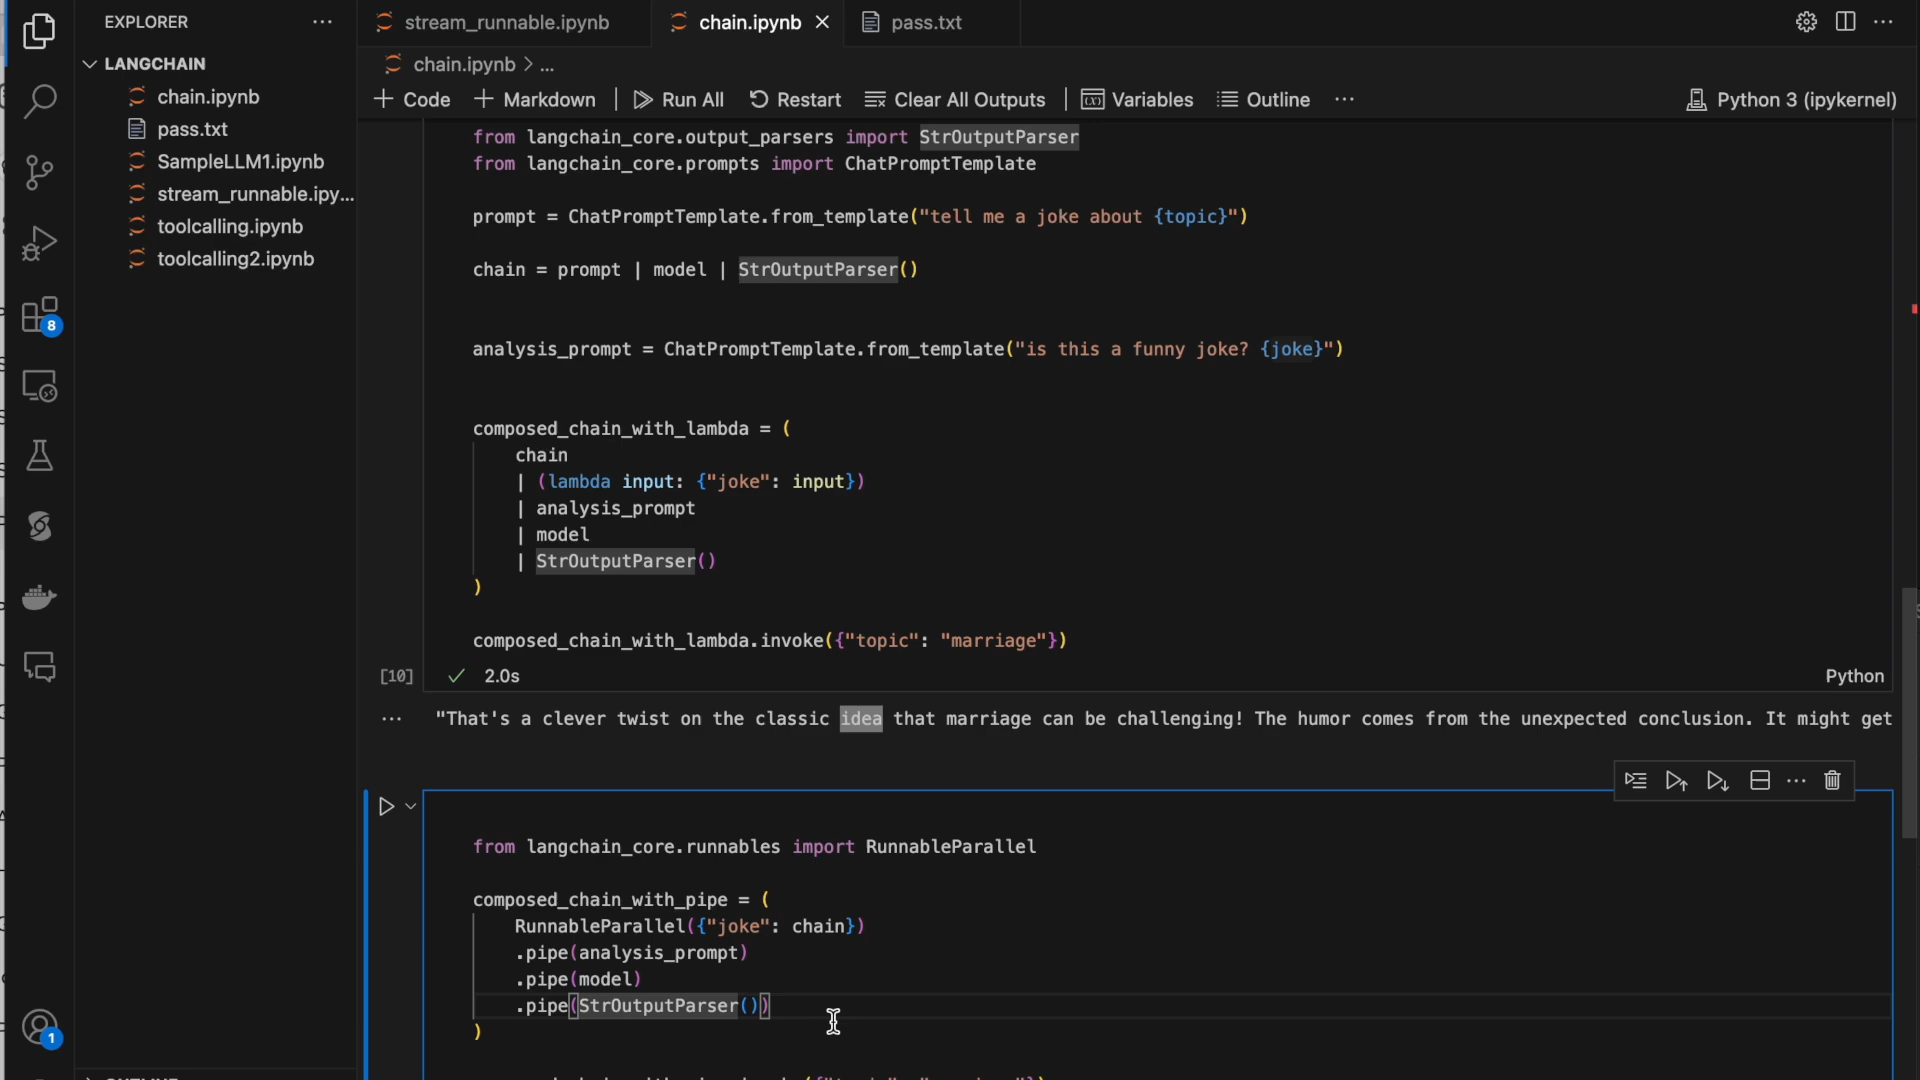 EXPLORER
LANGCHAIN
chain.ipynb
pass.txt
SampleLLM1.ipynb
stream_runnable.ipy...
toolcalling.ipynb
toolcalling2.ipynb
8
1
stream_runnable.ipynb
chain.ipynb
pass.txt
chain.ipynb > ...
+ Code
+ Markdown
Run All
Restart
Clear All Outputs
Variables
Outline
...
Python 3 (ipykernel)
from langchain_core.output_parsers import StrOutputParser
from langchain_core.prompts import ChatPromptTemplate
prompt = ChatPromptTemplate.from_template("tell me a joke about {topic}")
chain = prompt | model | StrOutputParser()
analysis_prompt = ChatPromptTemplate.from_template("is this a funny joke? {joke}")
composed_chain_with_lambda = (
chain
| (lambda input: {"joke": input})
| analysis_prompt
| model
| StrOutputParser()
)
composed_chain_with_lambda.invoke({"topic": "marriage"})
[10]
2.0s
Python
"That's a clever twist on the classic idea that marriage can be challenging! The humor comes from the unexpected conclusion. It might get
from langchain_core.runnables import RunnableParallel
composed_chain_with_pipe = (
RunnableParallel({"joke": chain})
.pipe(analysis_prompt)
.pipe(model)
.pipe(StrOutputParser())
)